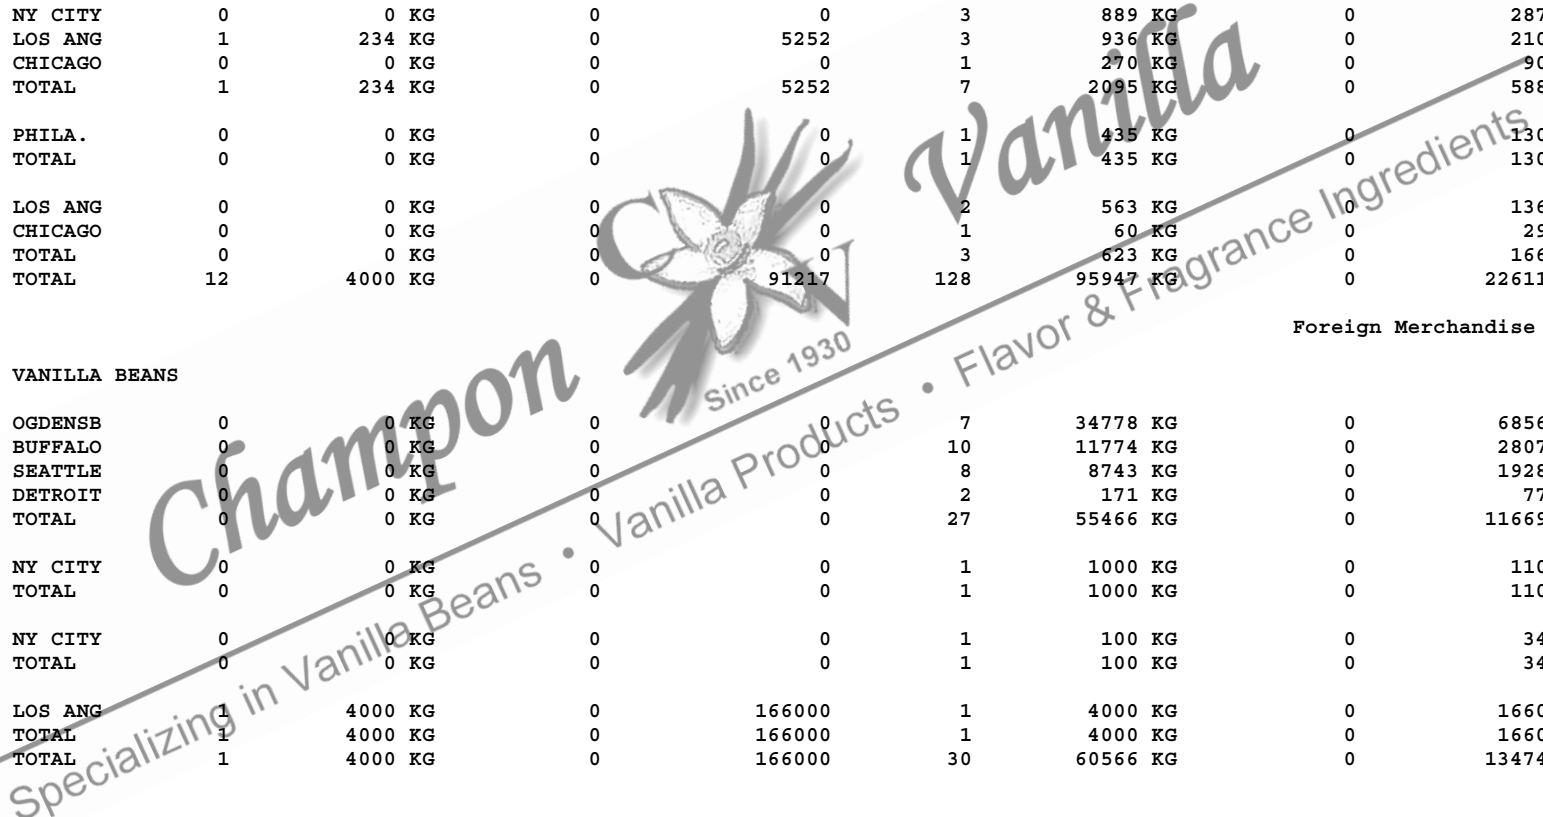 NY CITY 0 0 KG 0 0 3 889 KG 0 287
LOS ANG 1 234 KG 0 5252 3 936 KG 0 210
CHICAGO 0 0 KG 0 0 1 270 KG 0 90
TOTAL 1 234 KG 0 5252 7 2095 KG 0 588
PHILA. 0 0 KG 0 0 1 435 KG 0 130
TOTAL 0 0 KG 0 0 1 435 KG 0 130
LOS ANG 0 0 KG 0 0 2 563 KG 0 136
CHICAGO 0 0 KG 0 0 1 60 KG 0 29
TOTAL 0 0 KG 0 0 3 623 KG 0 166
TOTAL 12 4000 KG 0 91217 128 95947 KG 0 22611
Foreign Merchandise
VANILLA BEANS
OGDENSB 0 0 KG 0 0 7 34778 KG 0 6856
BUFFALO 0 0 KG 0 0 10 11774 KG 0 2807
SEATTLE 0 0 KG 0 0 8 8743 KG 0 1928
DETROIT 0 0 KG 0 0 2 171 KG 0 77
TOTAL 0 0 KG 0 0 27 55466 KG 0 11669
NY CITY 0 0 KG 0 0 1 1000 KG 0 110
TOTAL 0 0 KG 0 0 1 1000 KG 0 110
NY CITY 0 0 KG 0 0 1 100 KG 0 34
TOTAL 0 0 KG 0 0 1 100 KG 0 34
LOS ANG 1 4000 KG 0 166000 1 4000 KG 0 1660
TOTAL 1 4000 KG 0 166000 1 4000 KG 0 1660
TOTAL 1 4000 KG 0 166000 30 60566 KG 0 13474
Champon Vanilla
C V
Since 1930
Specializing in Vanilla Beans • Vanilla Products • Flavor & Fragrance Ingredients